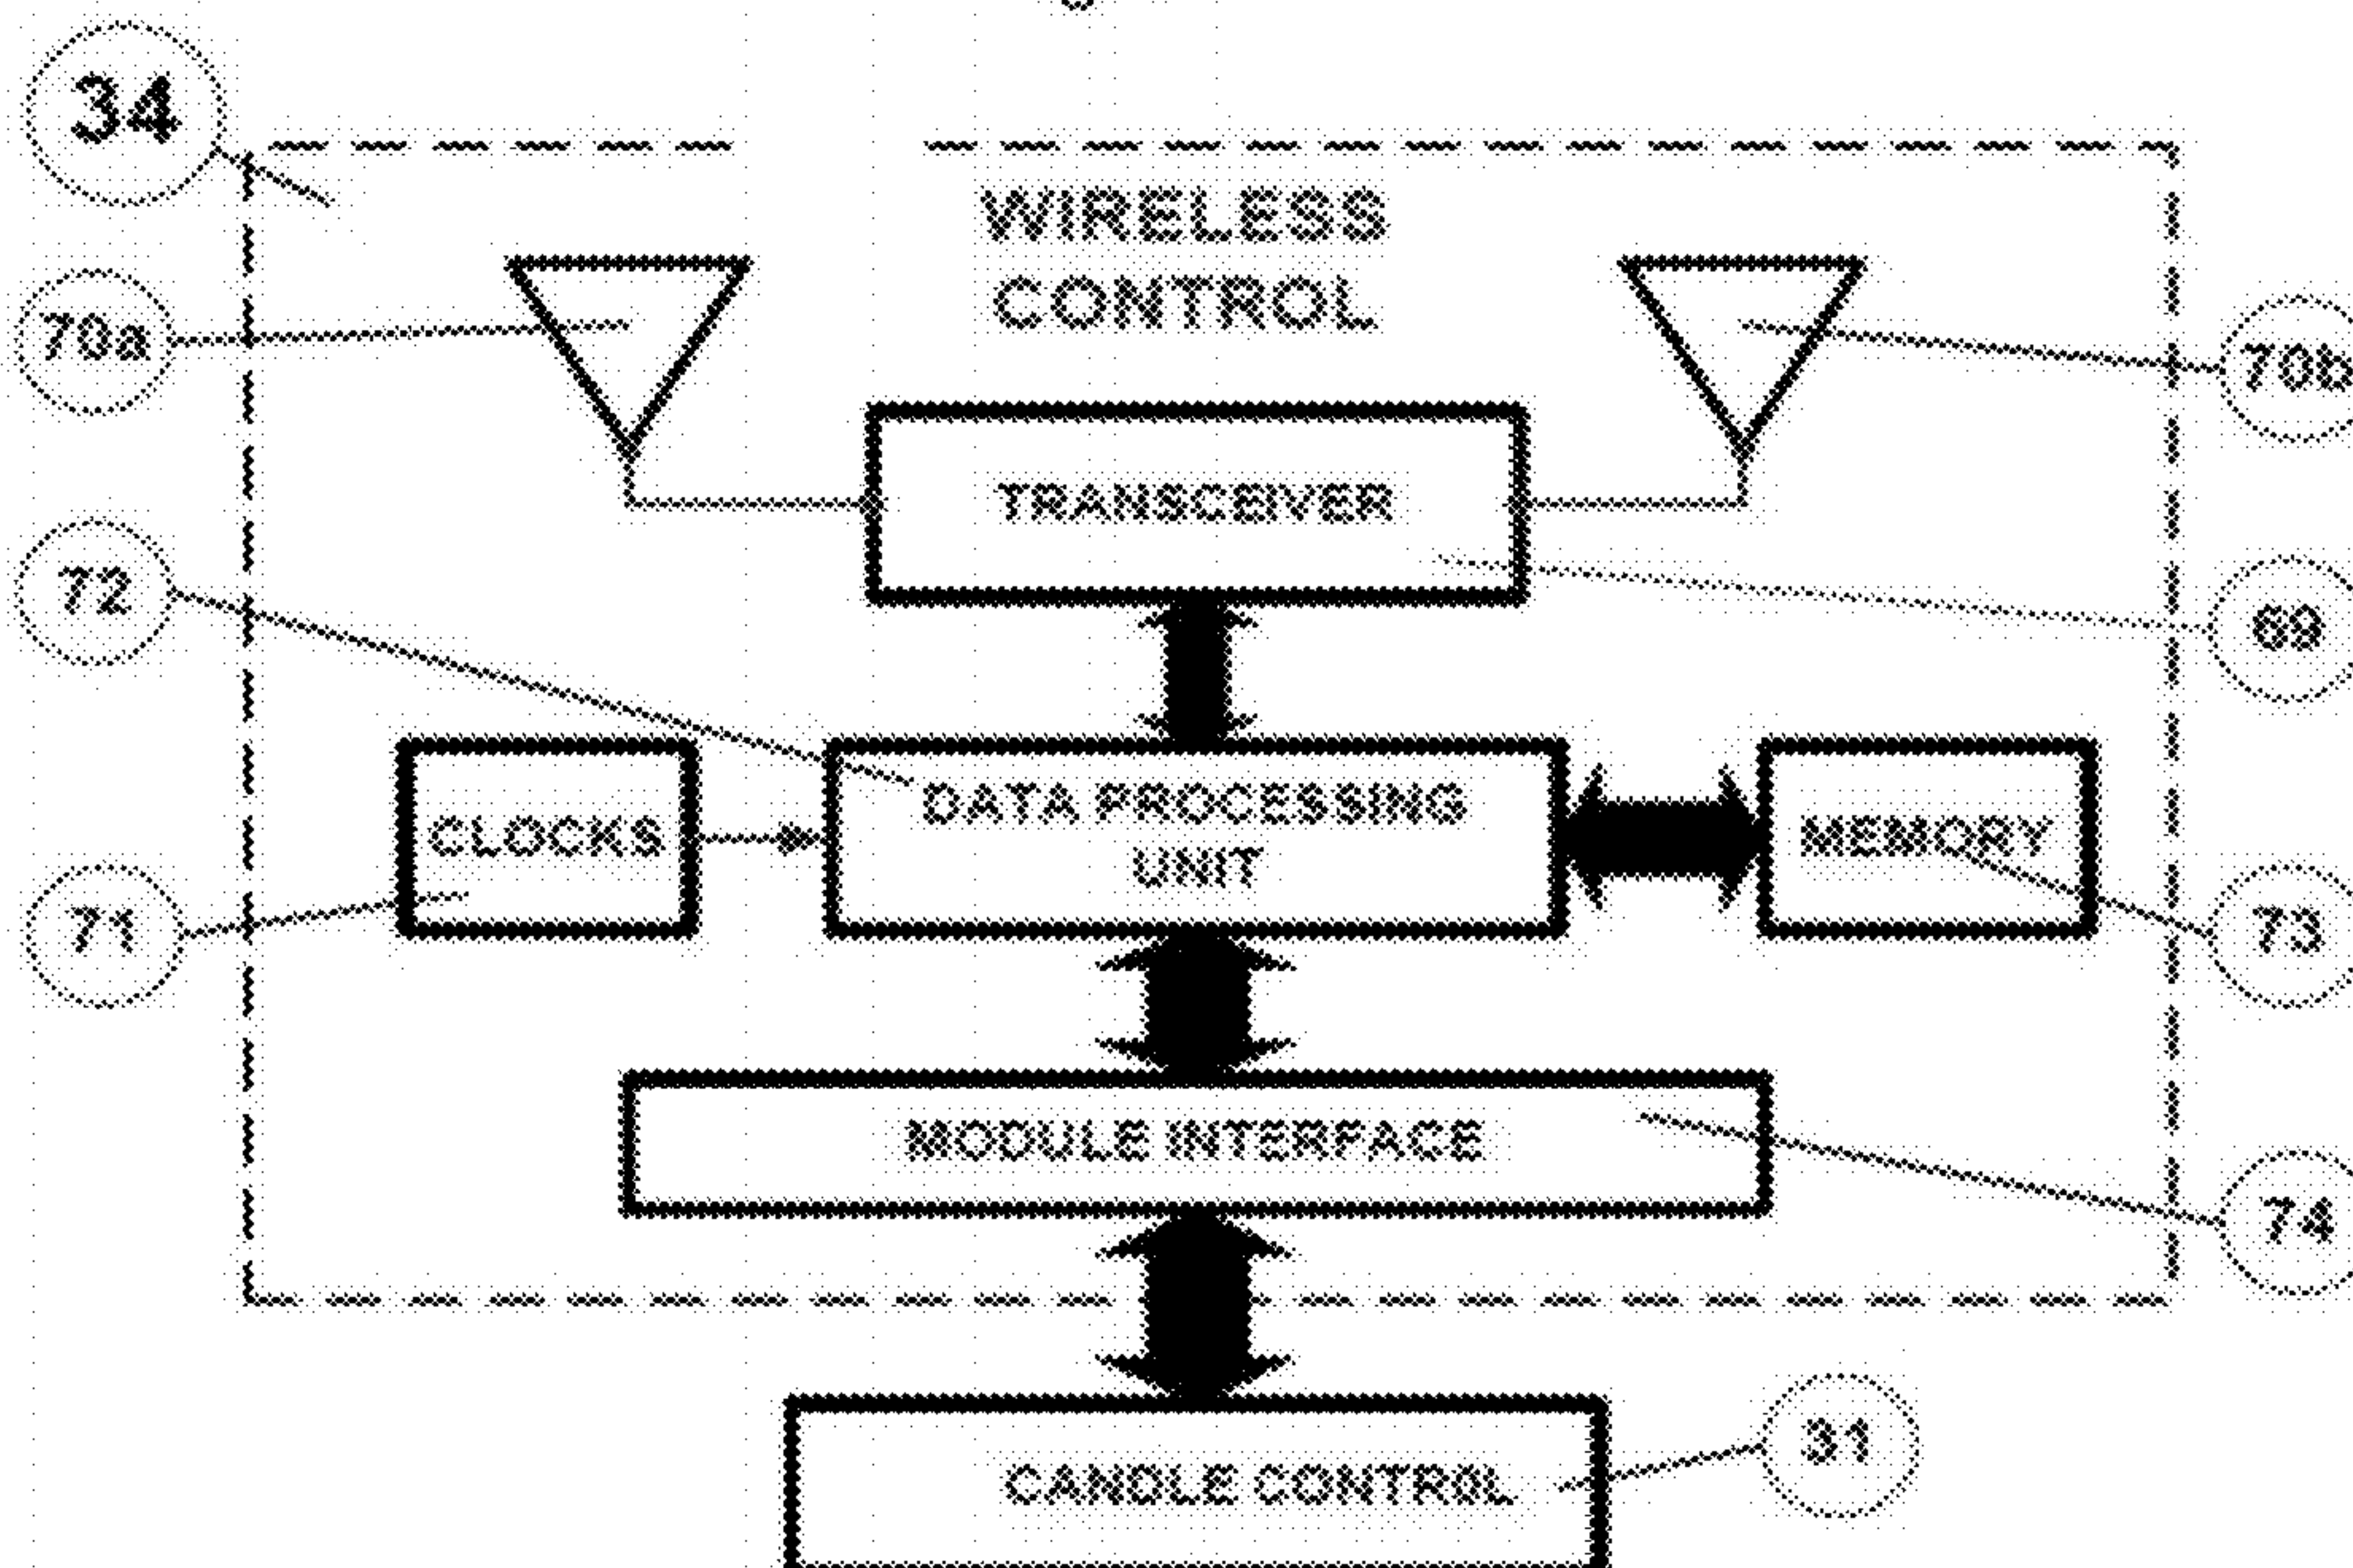 34
WIRELESS
CONTROL
70a
70b
TRANSCEIVER
72
69
DATA PROCESSING
UNIT
CLOCKS
MEMORY
71
73
MODULE INTERFACE
74
CANDLE CONTROL
31